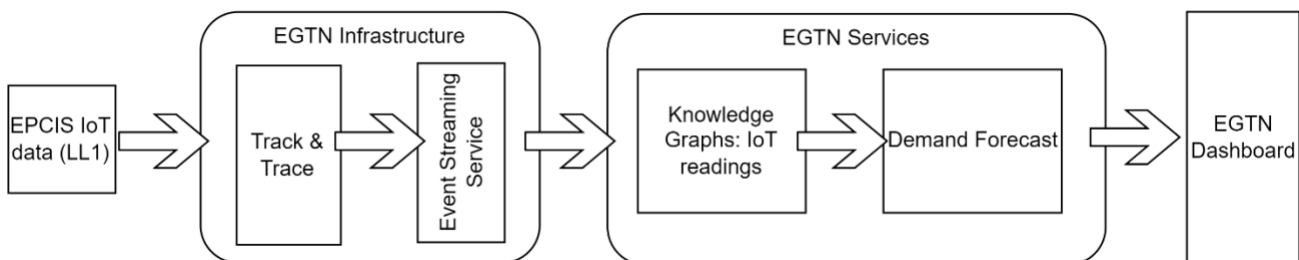 EPCIS IoT
data (LL1)
EGTN Infrastructure
Track &
Trace
Event Streaming
Service
EGTN Services
Knowledge
Graphs: IoT
readings
Demand Forecast
EGTN
Dashboard